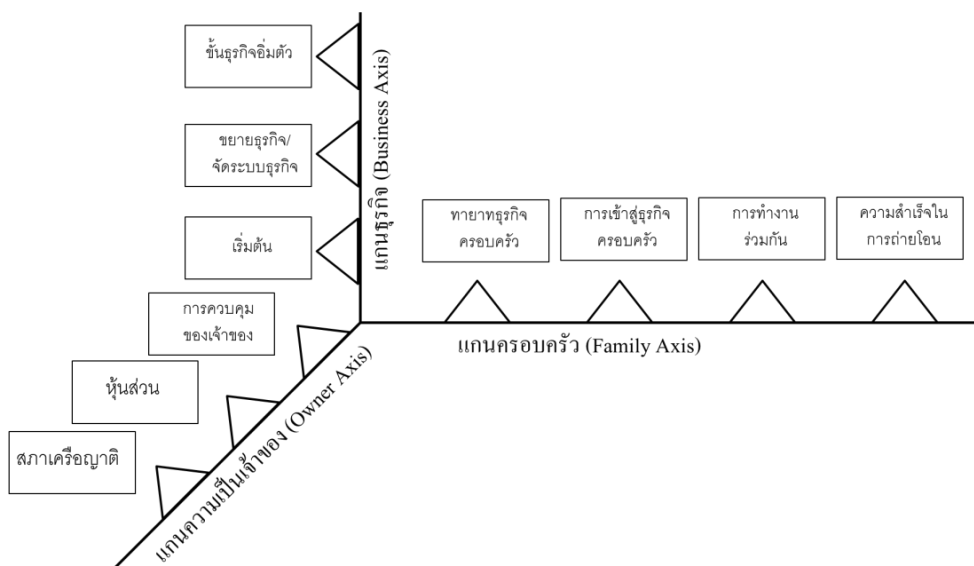 ขั้นธุรกิจอิ่มตัว
ขยายธุรกิจ/
จัดระบบธุรกิจ
เริ่มต้น
แกนธุรกิจ (Business Axis)
ทายาทธุรกิจ
ครอบครัว
การเข้าสู่ธุรกิจ
ครอบครัว
การทำงาน
ร่วมกัน
ความสำเร็จใน
การถ่ายโอน
แกนครอบครัว (Family Axis)
การควบคุม
ของเจ้าของ
หุ้นส่วน
สภาเครือญาติ
แกนความเป็นเจ้าของ (Owner Axis)